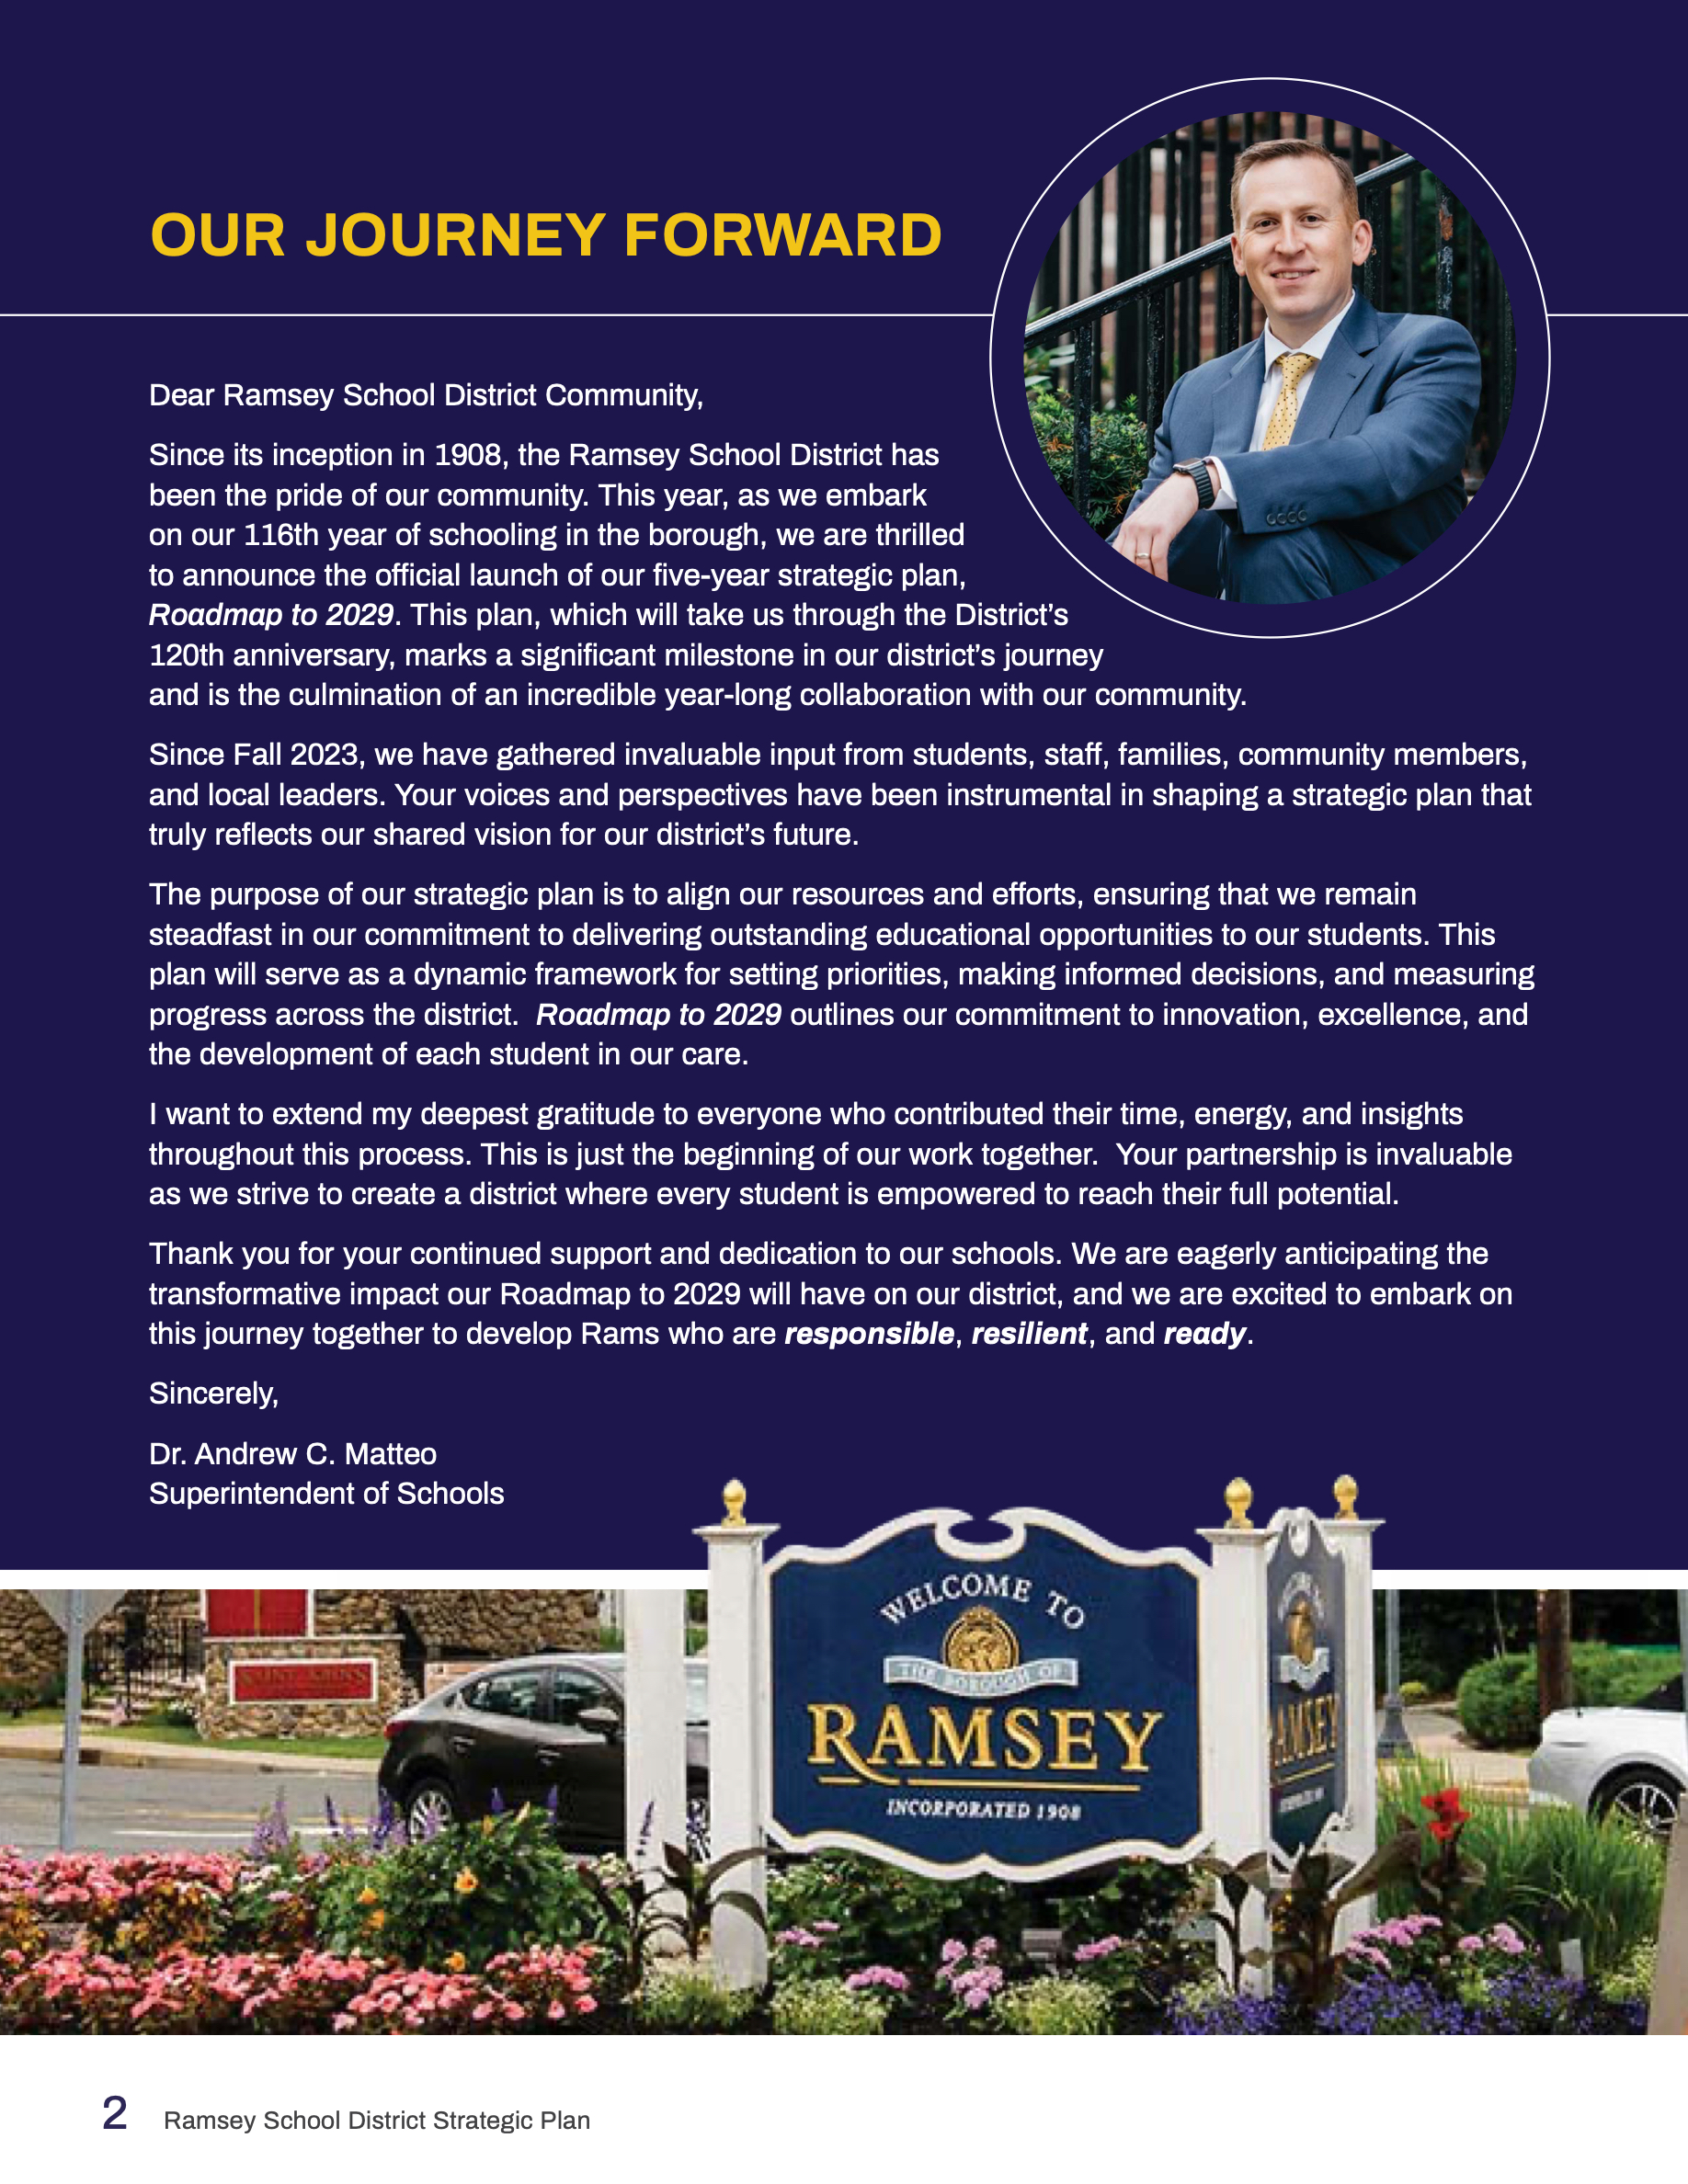 OUR JOURNEY FORWARD
Dear Ramsey School District Community,
Since its inception in 1908, the Ramsey School District has
been the pride of our community. This year, as we embark
on our 116th year of schooling in the borough, we are thrilled
to announce the official launch of our five-year strategic plan,
Roadmap to 2029. This plan, which will take us through the District’s
120th anniversary, marks a significant milestone in our district’s journey
and is the culmination of an incredible year-long collaboration with our community.
Since Fall 2023, we have gathered invaluable input from students, staff, families, community members,
and local leaders. Your voices and perspectives have been instrumental in shaping a strategic plan that
truly reflects our shared vision for our district’s future.
The purpose of our strategic plan is to align our resources and efforts, ensuring that we remain
steadfast in our commitment to delivering outstanding educational opportunities to our students. This
plan will serve as a dynamic framework for setting priorities, making informed decisions, and measuring
progress across the district.  Roadmap to 2029 outlines our commitment to innovation, excellence, and
the development of each student in our care.
I want to extend my deepest gratitude to everyone who contributed their time, energy, and insights
throughout this process. This is just the beginning of our work together.  Your partnership is invaluable
as we strive to create a district where every student is empowered to reach their full potential.
Thank you for your continued support and dedication to our schools. We are eagerly anticipating the
transformative impact our Roadmap to 2029 will have on our district, and we are excited to embark on
this journey together to develop Rams who are responsible, resilient, and ready.
Sincerely,
Dr. Andrew C. Matteo
Superintendent of Schools
WELCOME TO
THE BOROUGH OF
RAMSEY
INCORPORATED 1908
2 Ramsey School District Strategic Plan